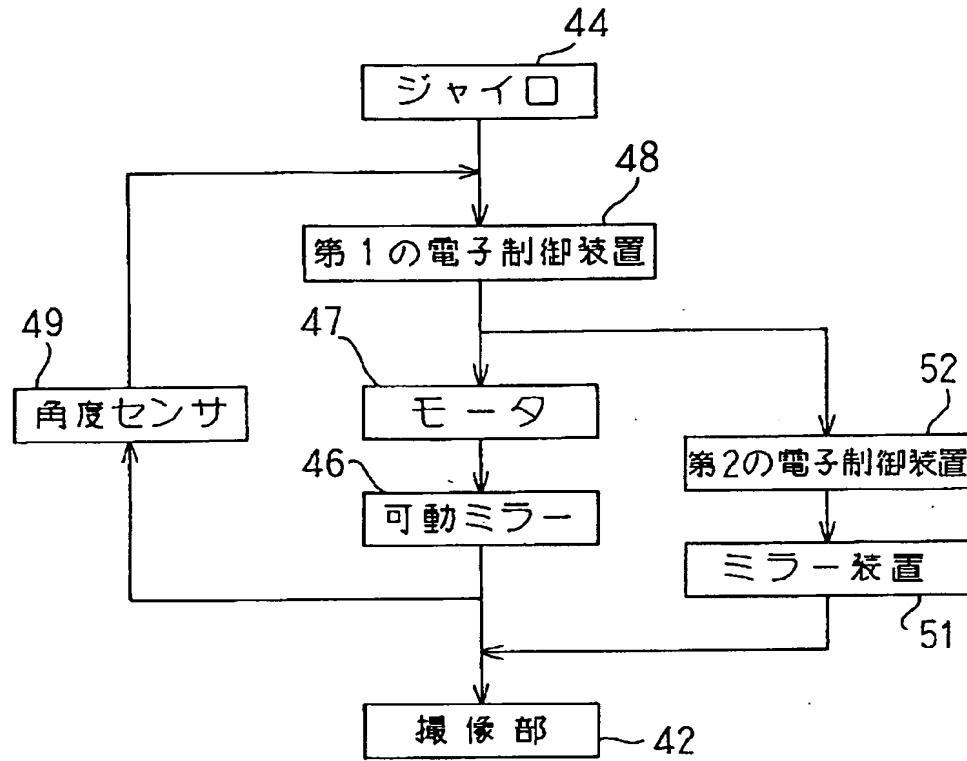 44
ジャイロ
48
第1の電子制御装置
49
47
52
角度センサ
モータ
第2の電子制御装置
46
可動ミラー
ミラー装置
51
撮像部
42